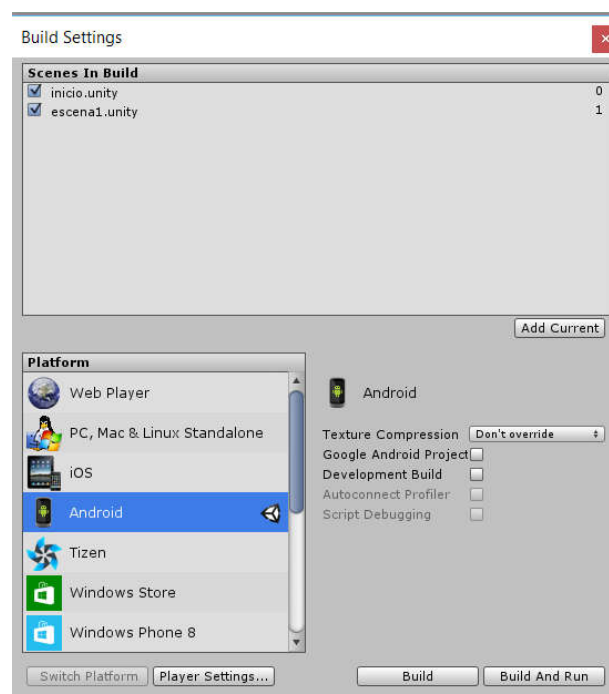 Build Settings
Scenes In Build
inicio.unity 0
escena1.unity 1
Add Current
Platform
Web Player
PC, Mac & Linux Standalone
iOS
Android
Tizen
Windows Store
Windows Phone 8
Android
Texture Compression Don't override
Google Android Project
Development Build
Autoconnect Profiler
Script Debugging
Switch Platform Player Settings... Build Build And Run